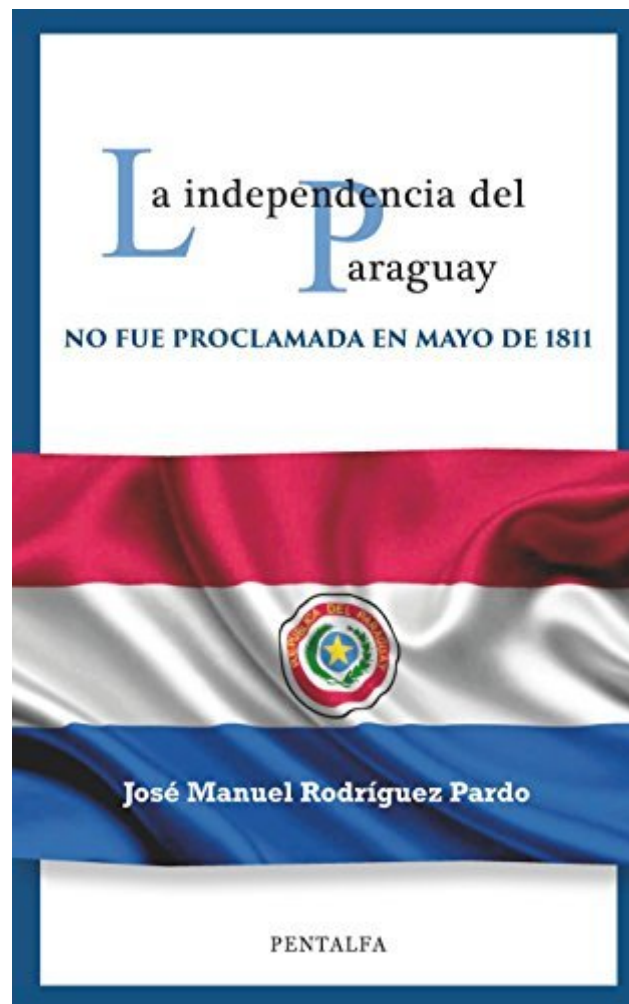 La independencia del
Paraguay
NO FUE PROCLAMADA EN MAYO DE 1811
REPUBLICA DEL PARAGUAY
José Manuel Rodríguez Pardo
PENTALFA